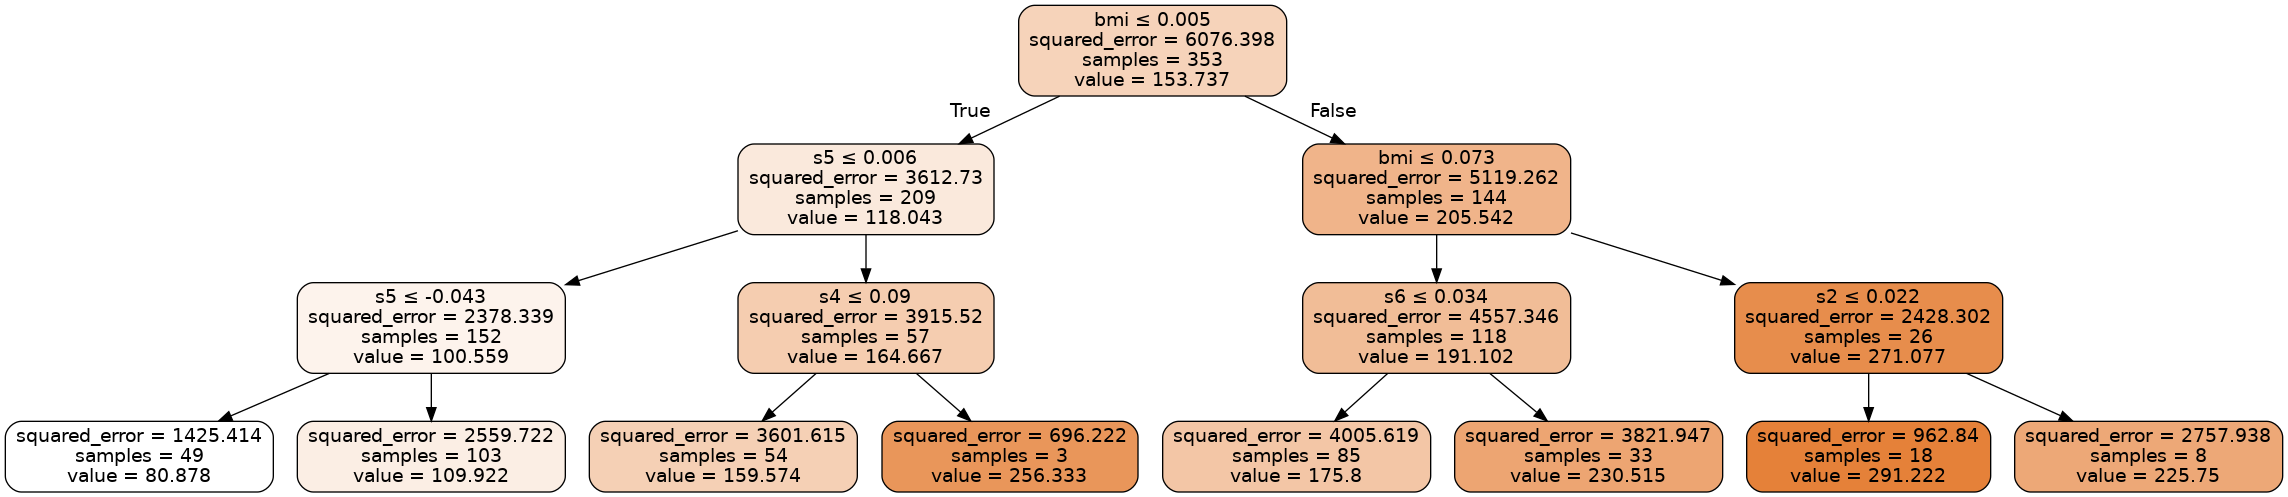 bmi ≤ 0.005
squared_error = 6076.398
samples = 353
value = 153.737
True
False
s5 ≤ 0.006
squared_error = 3612.73
samples = 209
value = 118.043
bmi ≤ 0.073
squared_error = 5119.262
samples = 144
value = 205.542
s5 ≤ -0.043
squared_error = 2378.339
samples = 152
value = 100.559
s4 ≤ 0.09
squared_error = 3915.52
samples = 57
value = 164.667
s6 ≤ 0.034
squared_error = 4557.346
samples = 118
value = 191.102
s2 ≤ 0.022
squared_error = 2428.302
samples = 26
value = 271.077
squared_error = 1425.414
samples = 49
value = 80.878
squared_error = 2559.722
samples = 103
value = 109.922
squared_error = 3601.615
samples = 54
value = 159.574
squared_error = 696.222
samples = 3
value = 256.333
squared_error = 4005.619
samples = 85
value = 175.8
squared_error = 3821.947
samples = 33
value = 230.515
squared_error = 962.84
samples = 18
value = 291.222
squared_error = 2757.938
samples = 8
value = 225.75